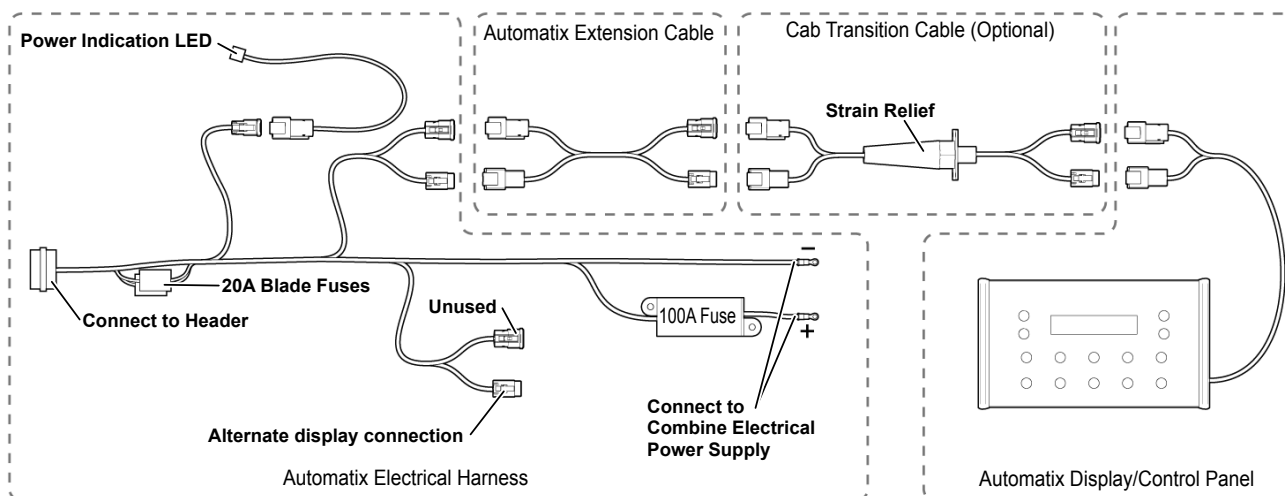 Power Indication LED
Automatix Extension Cable
Cab Transition Cable (Optional)
Strain Relief
20A Blade Fuses
Connect to Header
Unused
100A Fuse
−
+
Alternate display connection
Connect to
Combine Electrical
Power Supply
Automatix Electrical Harness
Automatix Display/Control Panel